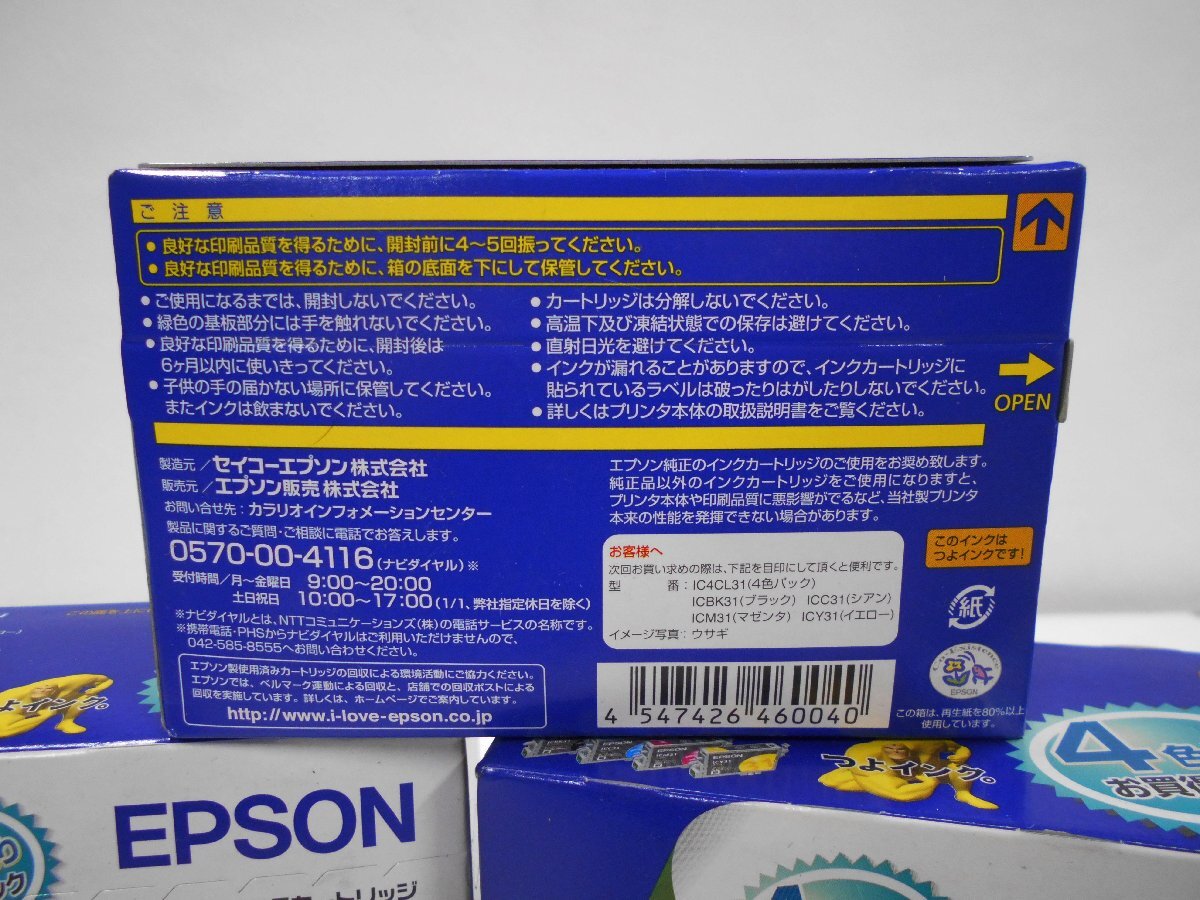 ご注意
● 良好な印刷品質を得るために、開封前に4～5回振ってください。
● 良好な印刷品質を得るために、箱の底面を下にして保管してください。
● ご使用になるまでは、開封しないでください。
● 緑色の基板部分には手を触れないでください。
● 良好な印刷品質を得るために、開封後は
6ヶ月以内に使いきってください。
● 子供の手の届かない場所に保管してください。
またインクは飲まないでください。
● カートリッジは分解しないでください。
● 高温下及び凍結状態での保存は避けてください。
● 直射日光を避けてください。
● インクが漏れることがありますので、インクカートリッジに
貼られているラベルは破ったりはがしたりしないでください。
● 詳しくはプリンタ本体の取扱説明書をご覧ください。
OPEN
製造元／セイコーエプソン株式会社
販売元／エプソン販売株式会社
お問い合せ先：カラリオインフォメーションセンター
製品に関するご質問・ご相談に電話でお答えします。
0570-00-4116(ナビダイヤル)※
受付時間／月～金曜日 9:00～20:00
土日祝日 10:00～17:00(1/1、弊社指定休日を除く)
※ナビダイヤルとは、NTTコミュニケーションズ(株)の電話サービスの名称です。
※携帯電話・PHSからナビダイヤルはご利用いただけませんので、
042-585-8555へお問い合わせください。
エプソン製使用済みカートリッジの回収による環境活動にご協力ください。
エプソンでは、ベルマーク運動による回収と、店頭での回収ポストによる
回収を実施しています。詳しくは、ホームページでご案内しています。
http://www.i-love-epson.co.jp
エプソン純正のインクカートリッジのご使用をお奨め致します。
純正品以外のインクカートリッジをご使用になりますと、
プリンタ本体や印刷品質に悪影響がでるなど、当社製プリンタ
本来の性能を発揮できない場合があります。
お客様へ
次回お買い求めの際は、下記を目印にして頂くと便利です。
型 番：IC4CL31(4色パック)
ICBK31(ブラック) ICC31(シアン)
ICM31(マゼンタ) ICY31(イエロー)
イメージ写真：ウサギ
4 547426 460040
このインクは
つよインクです!
紙
Co-Existence
EPSON
この箱は、再生紙を80%以上
使用しています。
つよインク。
EPSON
トリッジ
EPSON
つよインク。
4色
お買得